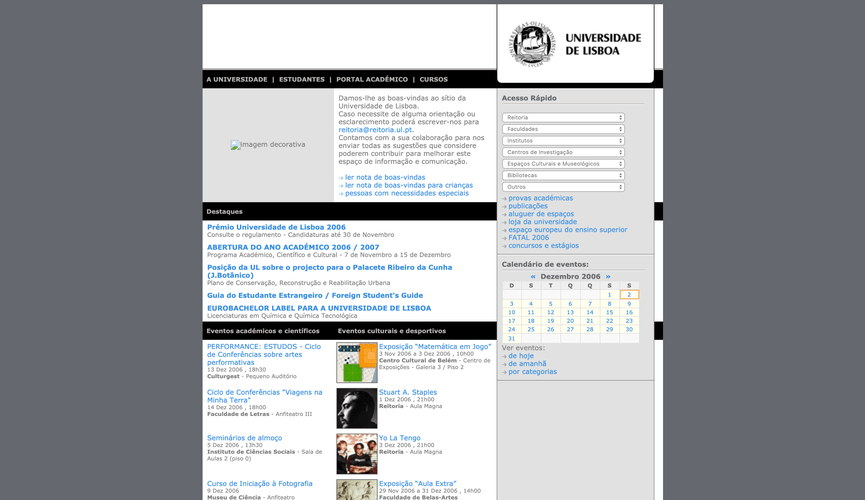 UNIVERSIDADE
DE LISBOA
A UNIVERSIDADE | ESTUDANTES | PORTAL ACADÉMICO | CURSOS
imagem decorativa
Damos-lhe as boas-vindas ao sítio da
Universidade de Lisboa.
Caso necessite de alguma orientação ou
esclarecimento poderá escrever-nos para
reitoria@reitoria.ul.pt.
Contamos com a sua colaboração para nos
enviar todas as sugestões que considere
poderem contribuir para melhorar este
espaço de informação e comunicação.
ler nota de boas-vindas
ler nota de boas-vindas para crianças
pessoas com necessidades especiais
Destaques
Prémio Universidade de Lisboa 2006
Consulte o regulamento - Candidaturas até 30 de Novembro
ABERTURA DO ANO ACADÉMICO 2006 / 2007
Programa Académico, Científico e Cultural - 7 de Novembro a 15 de Dezembro
Posição da UL sobre o projecto para o Palacete Ribeiro da Cunha
(J.Botânico)
Plano de Conservação, Reconstrução e Reabilitação Urbana
Guia do Estudante Estrangeiro / Foreign Student's Guide
EUROBACHELOR LABEL PARA A UNIVERSIDADE DE LISBOA
Licenciaturas em Química e Química Tecnológica
Eventos académicos e científicos
PERFORMANCE: ESTUDOS - Ciclo
de Conferências sobre artes
performativas
13 Dez 2006 , 18h30
Culturgest - Pequeno Auditório
Ciclo de Conferências "Viagens na
Minha Terra"
14 Dez 2006 , 18h00
Faculdade de Letras - Anfiteatro III
Seminários de almoço
5 Dez 2006 , 13h30
Instituto de Ciências Sociais - Sala de
Aulas 2 (piso 0)
Curso de Iniciação à Fotografia
9 Dez 2006
Museu de Ciência - Anfiteatro
Eventos culturais e desportivos
Exposição "Matemática em Jogo"
3 Nov 2006 a 3 Dez 2006 , 10h00
Centro Cultural de Belém - Centro de
Exposições - Galeria 3 / Piso 2
Stuart A. Staples
1 Dez 2006 , 21h00
Reitoria - Aula Magna
Yo La Tengo
3 Dez 2006 , 21h00
Reitoria - Aula Magna
Exposição "Aula Extra"
29 Nov 2006 a 31 Dez 2006 , 14h00
Faculdade de Belas-Artes
Acesso Rápido
Reitoria
Faculdades
Institutos
Centros de Investigação
Espaços Culturais e Museológicos
Bibliotecas
Outros
provas académicas
publicações
aluguer de espaços
loja da universidade
espaço europeu do ensino superior
FATAL 2006
concursos e estágios
Calendário de eventos:
« Dezembro 2006 »
D S T Q Q S S
1 2
3 4 5 6 7 8 9
10 11 12 13 14 15 16
17 18 19 20 21 22 23
24 25 26 27 28 29 30
31
Ver eventos:
de hoje
de amanhã
por categorias